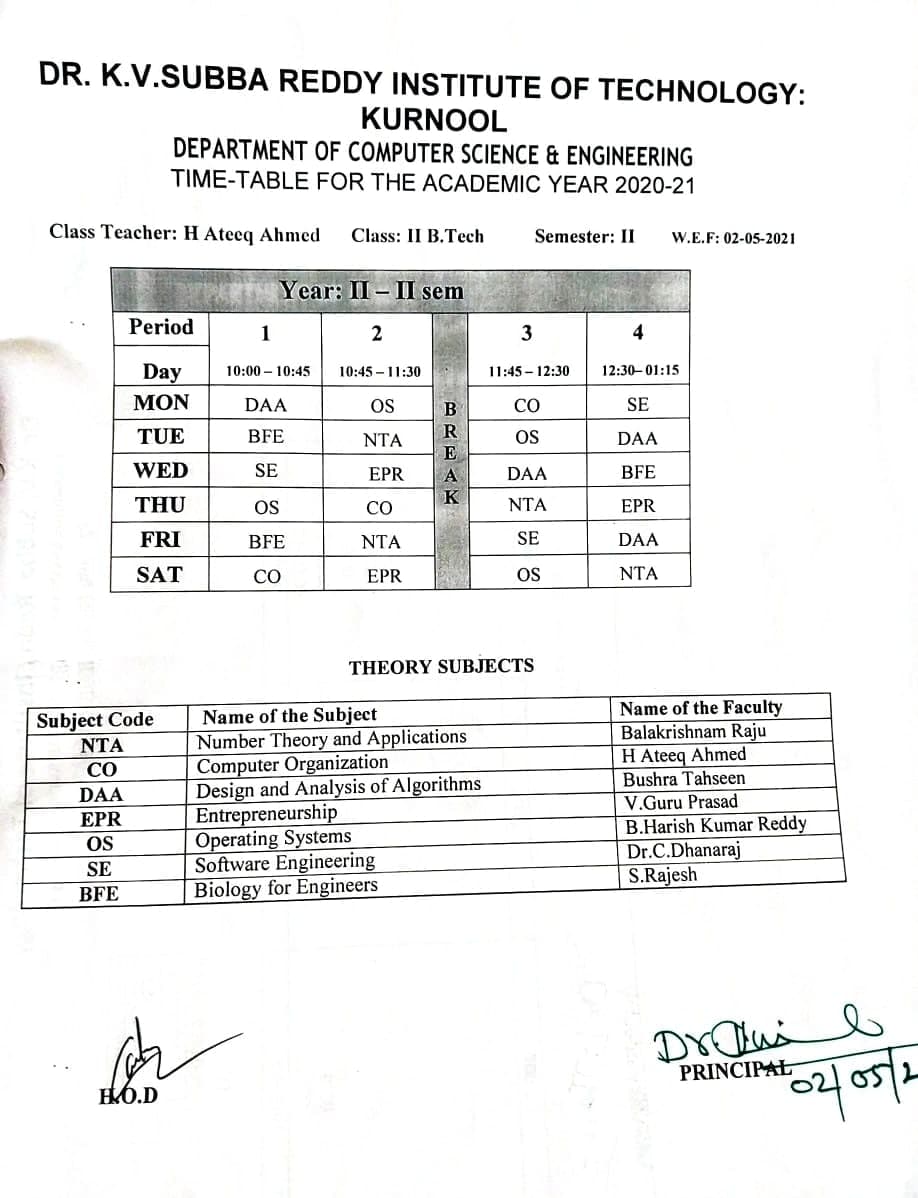 DR. K.V.SUBBA REDDY INSTITUTE OF TECHNOLOGY:
KURNOOL
DEPARTMENT OF COMPUTER SCIENCE & ENGINEERING
TIME-TABLE FOR THE ACADEMIC YEAR 2020-21
Class Teacher: H Ateeq Ahmed Class: II B.Tech Semester: II W.E.F: 02-05-2021
Year: II – II sem
Period 1 2 3 4
Day 10:00 – 10:45 10:45 – 11:30 BREAK 11:45 – 12:30 12:30– 01:15
MON DAA OS CO SE
TUE BFE NTA OS DAA
WED SE EPR DAA BFE
THU OS CO NTA EPR
FRI BFE NTA SE DAA
SAT CO EPR OS NTA
THEORY SUBJECTS
Subject Code Name of the Subject Name of the Faculty
NTA Number Theory and Applications Balakrishnam Raju
CO Computer Organization H Ateeq Ahmed
DAA Design and Analysis of Algorithms Bushra Tahseen
EPR Entrepreneurship V.Guru Prasad
OS Operating Systems B.Harish Kumar Reddy
SE Software Engineering Dr.C.Dhanaraj
BFE Biology for Engineers S.Rajesh
H.O.D
PRINCIPAL
02/05/2